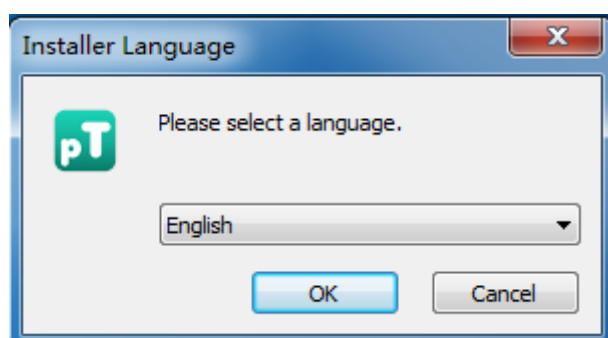 Installer Language
pT
Please select a language.
English
OK
Cancel